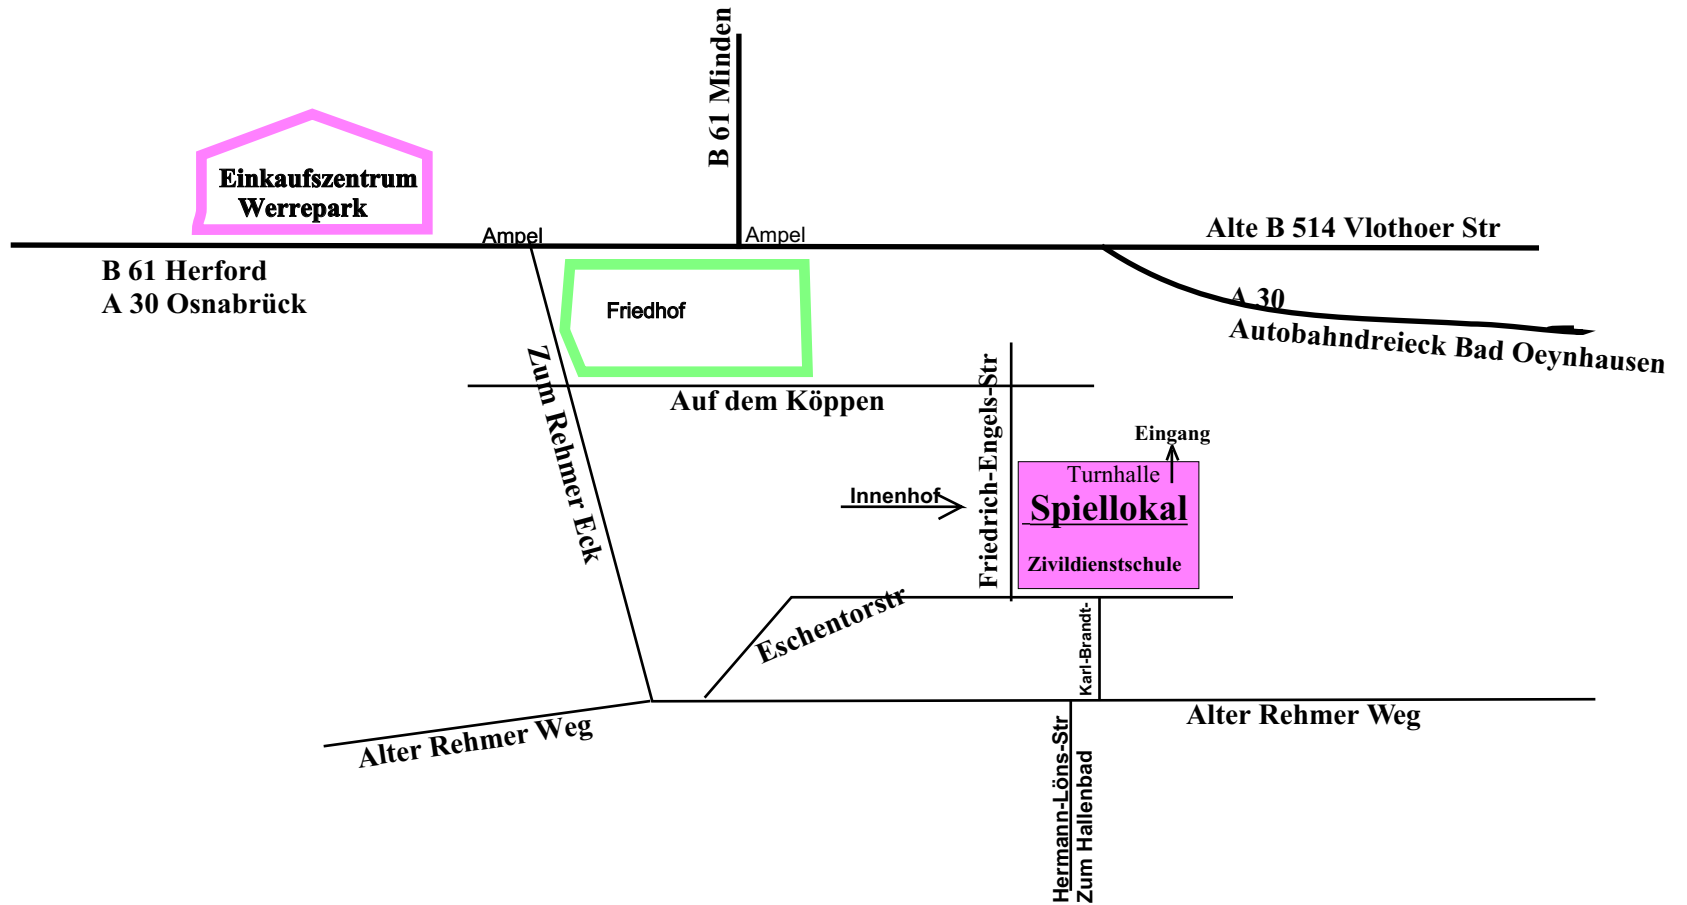 B 61 Minden
Einkaufszentrum
Werrepark
Ampel
Ampel
Alte B 514 Vlothoer Str
B 61 Herford
A 30 Osnabrück
Friedhof
A 30
Autobahndreieck Bad Oeynhausen
Zum Rehmer Eck
Auf dem Köppen
Friedrich-Engels-Str
Eingang
Turnhalle
Innenhof
Spiellokal
Zivildienstschule
Eschentorstr
Karl-Brandt-
Alter Rehmer Weg
Alter Rehmer Weg
Hermann-Löns-Str
Zum Hallenbad